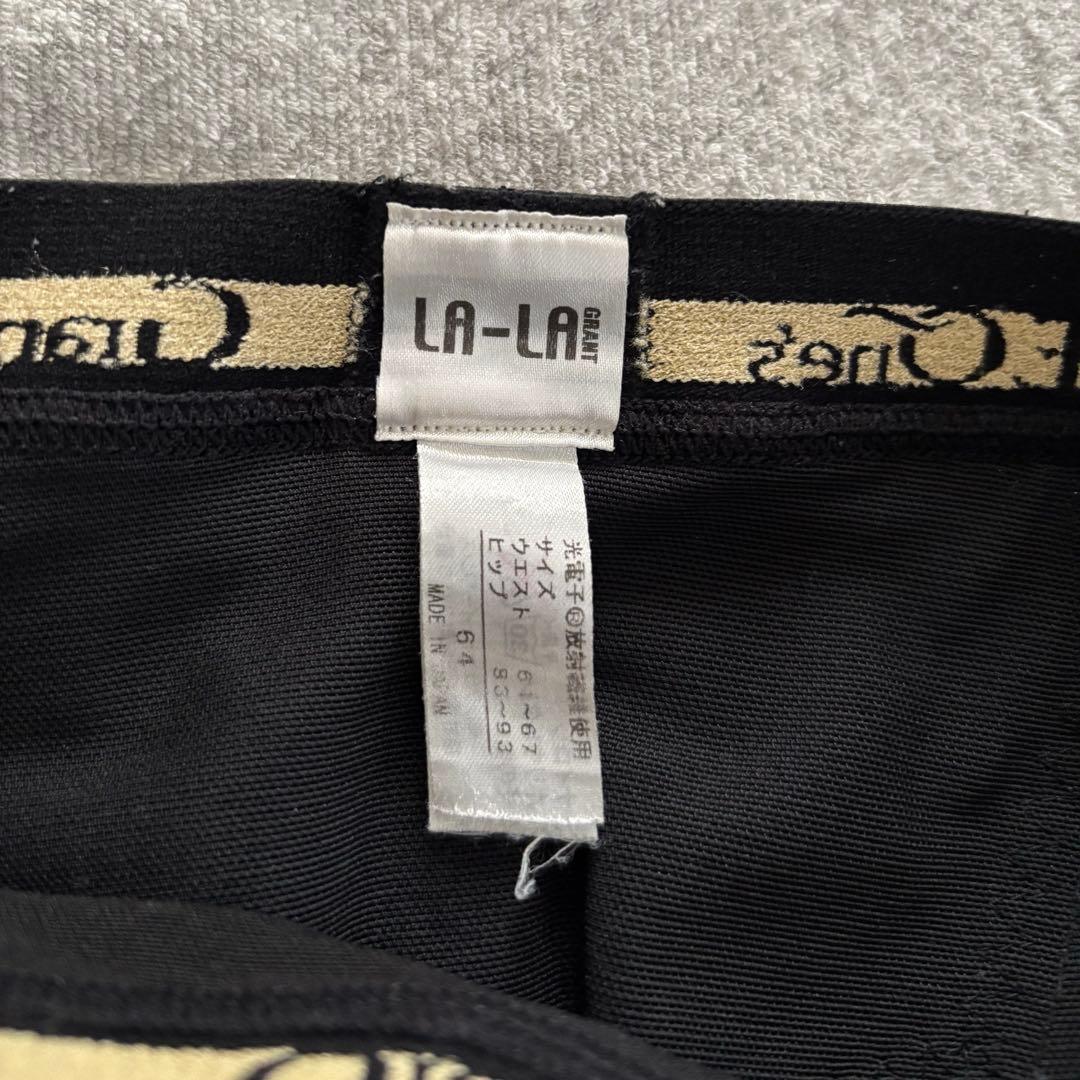 LA-LA GRANT
One's
光電子®放射繊維使用
サイズ
ウエスト 61~67
ヒップ 83~93
64
MADE IN JAPAN